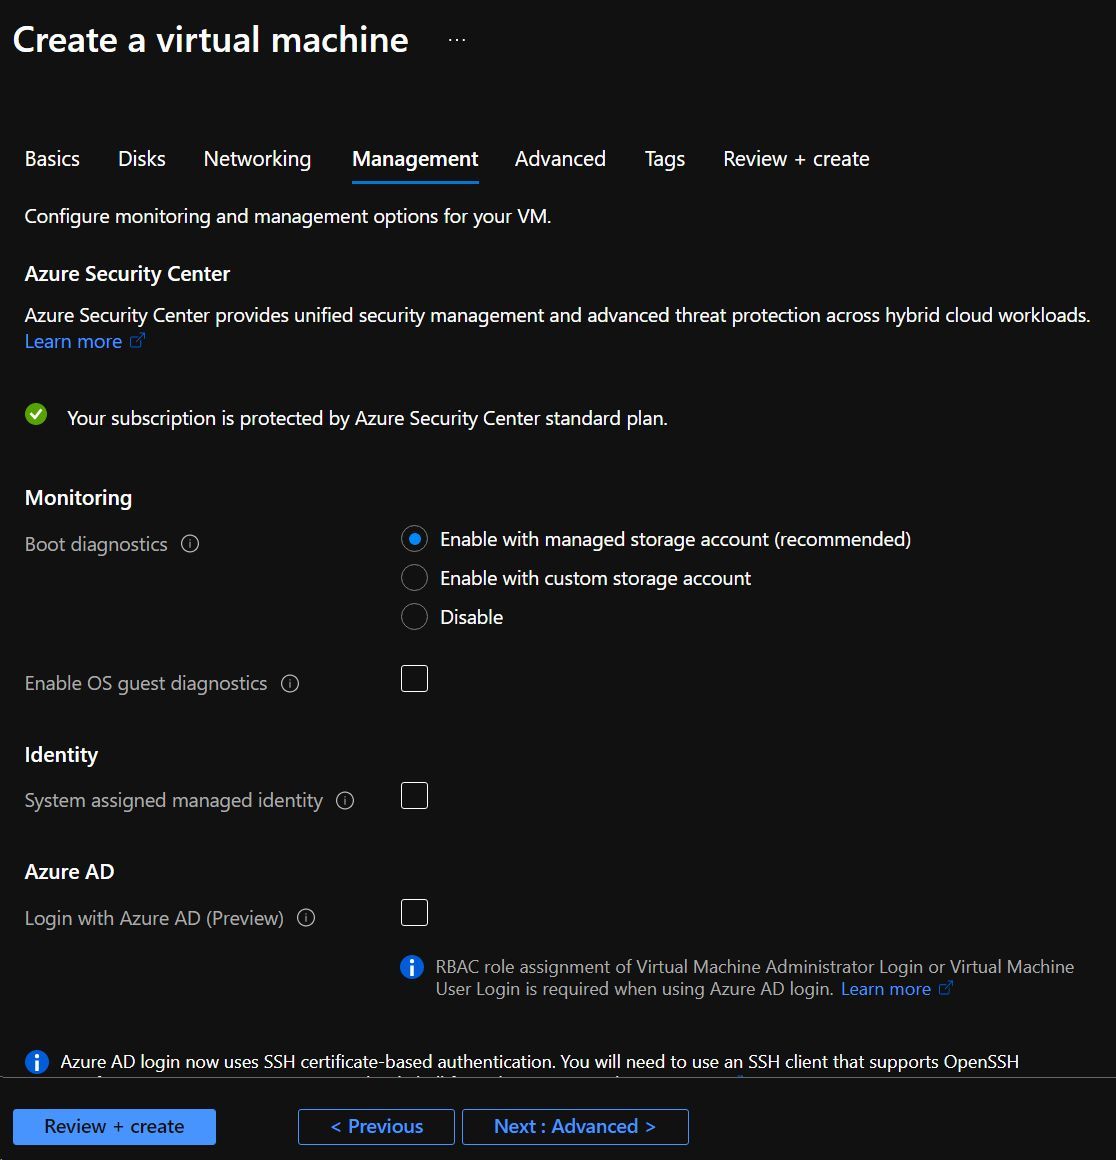 Create a virtual machine ...
Basics Disks Networking Management Advanced Tags Review + create
Configure monitoring and management options for your VM.
Azure Security Center
Azure Security Center provides unified security management and advanced threat protection across hybrid cloud workloads.
Learn more
Your subscription is protected by Azure Security Center standard plan.
Monitoring
Boot diagnostics
Enable with managed storage account (recommended)
Enable with custom storage account
Disable
Enable OS guest diagnostics
Identity
System assigned managed identity
Azure AD
Login with Azure AD (Preview)
RBAC role assignment of Virtual Machine Administrator Login or Virtual Machine
User Login is required when using Azure AD login. Learn more
Azure AD login now uses SSH certificate-based authentication. You will need to use an SSH client that supports OpenSSH
Review + create < Previous Next : Advanced >